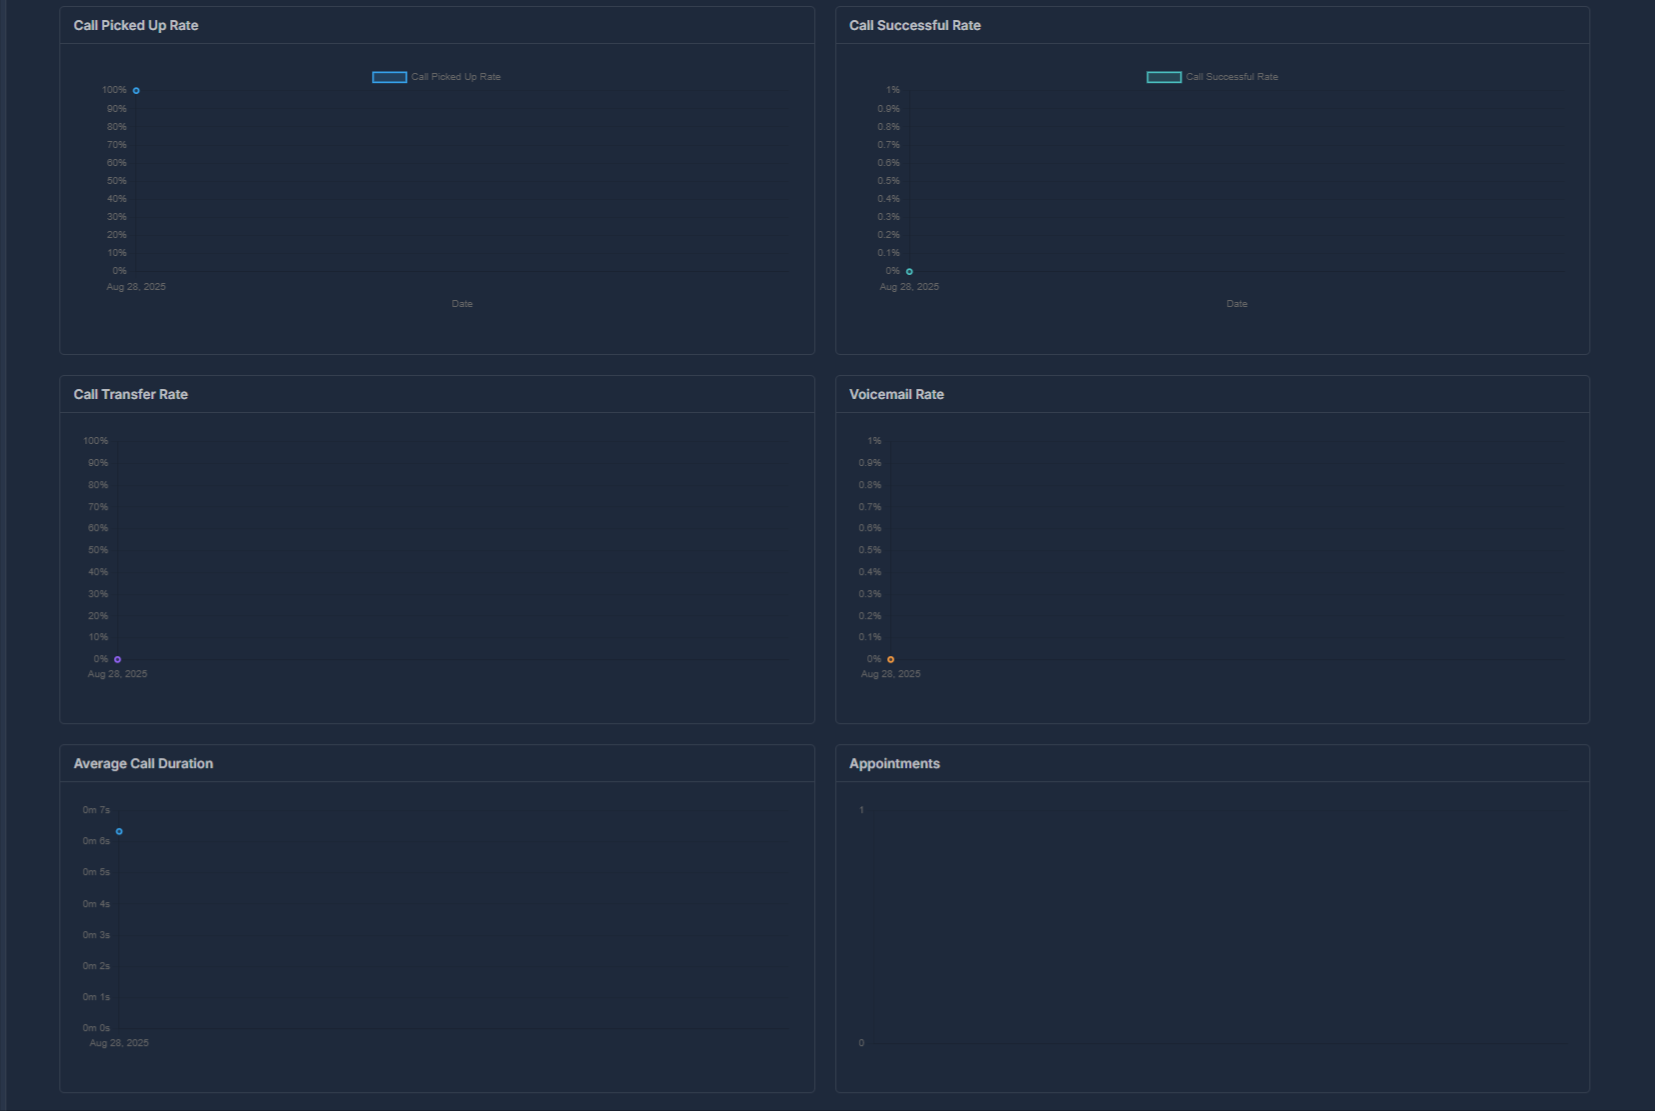 Call Picked Up Rate
Call Picked Up Rate
100%
90%
80%
70%
60%
50%
40%
30%
20%
10%
0%
Aug 28, 2025
Date
Call Successful Rate
Call Successful Rate
1%
0.9%
0.8%
0.7%
0.6%
0.5%
0.4%
0.3%
0.2%
0.1%
0%
Aug 28, 2025
Date
Call Transfer Rate
100%
90%
80%
70%
60%
50%
40%
30%
20%
10%
0%
Aug 28, 2025
Voicemail Rate
1%
0.9%
0.8%
0.7%
0.6%
0.5%
0.4%
0.3%
0.2%
0.1%
0%
Aug 28, 2025
Average Call Duration
0m 7s
0m 6s
0m 5s
0m 4s
0m 3s
0m 2s
0m 1s
0m 0s
Aug 28, 2025
Appointments
1
0